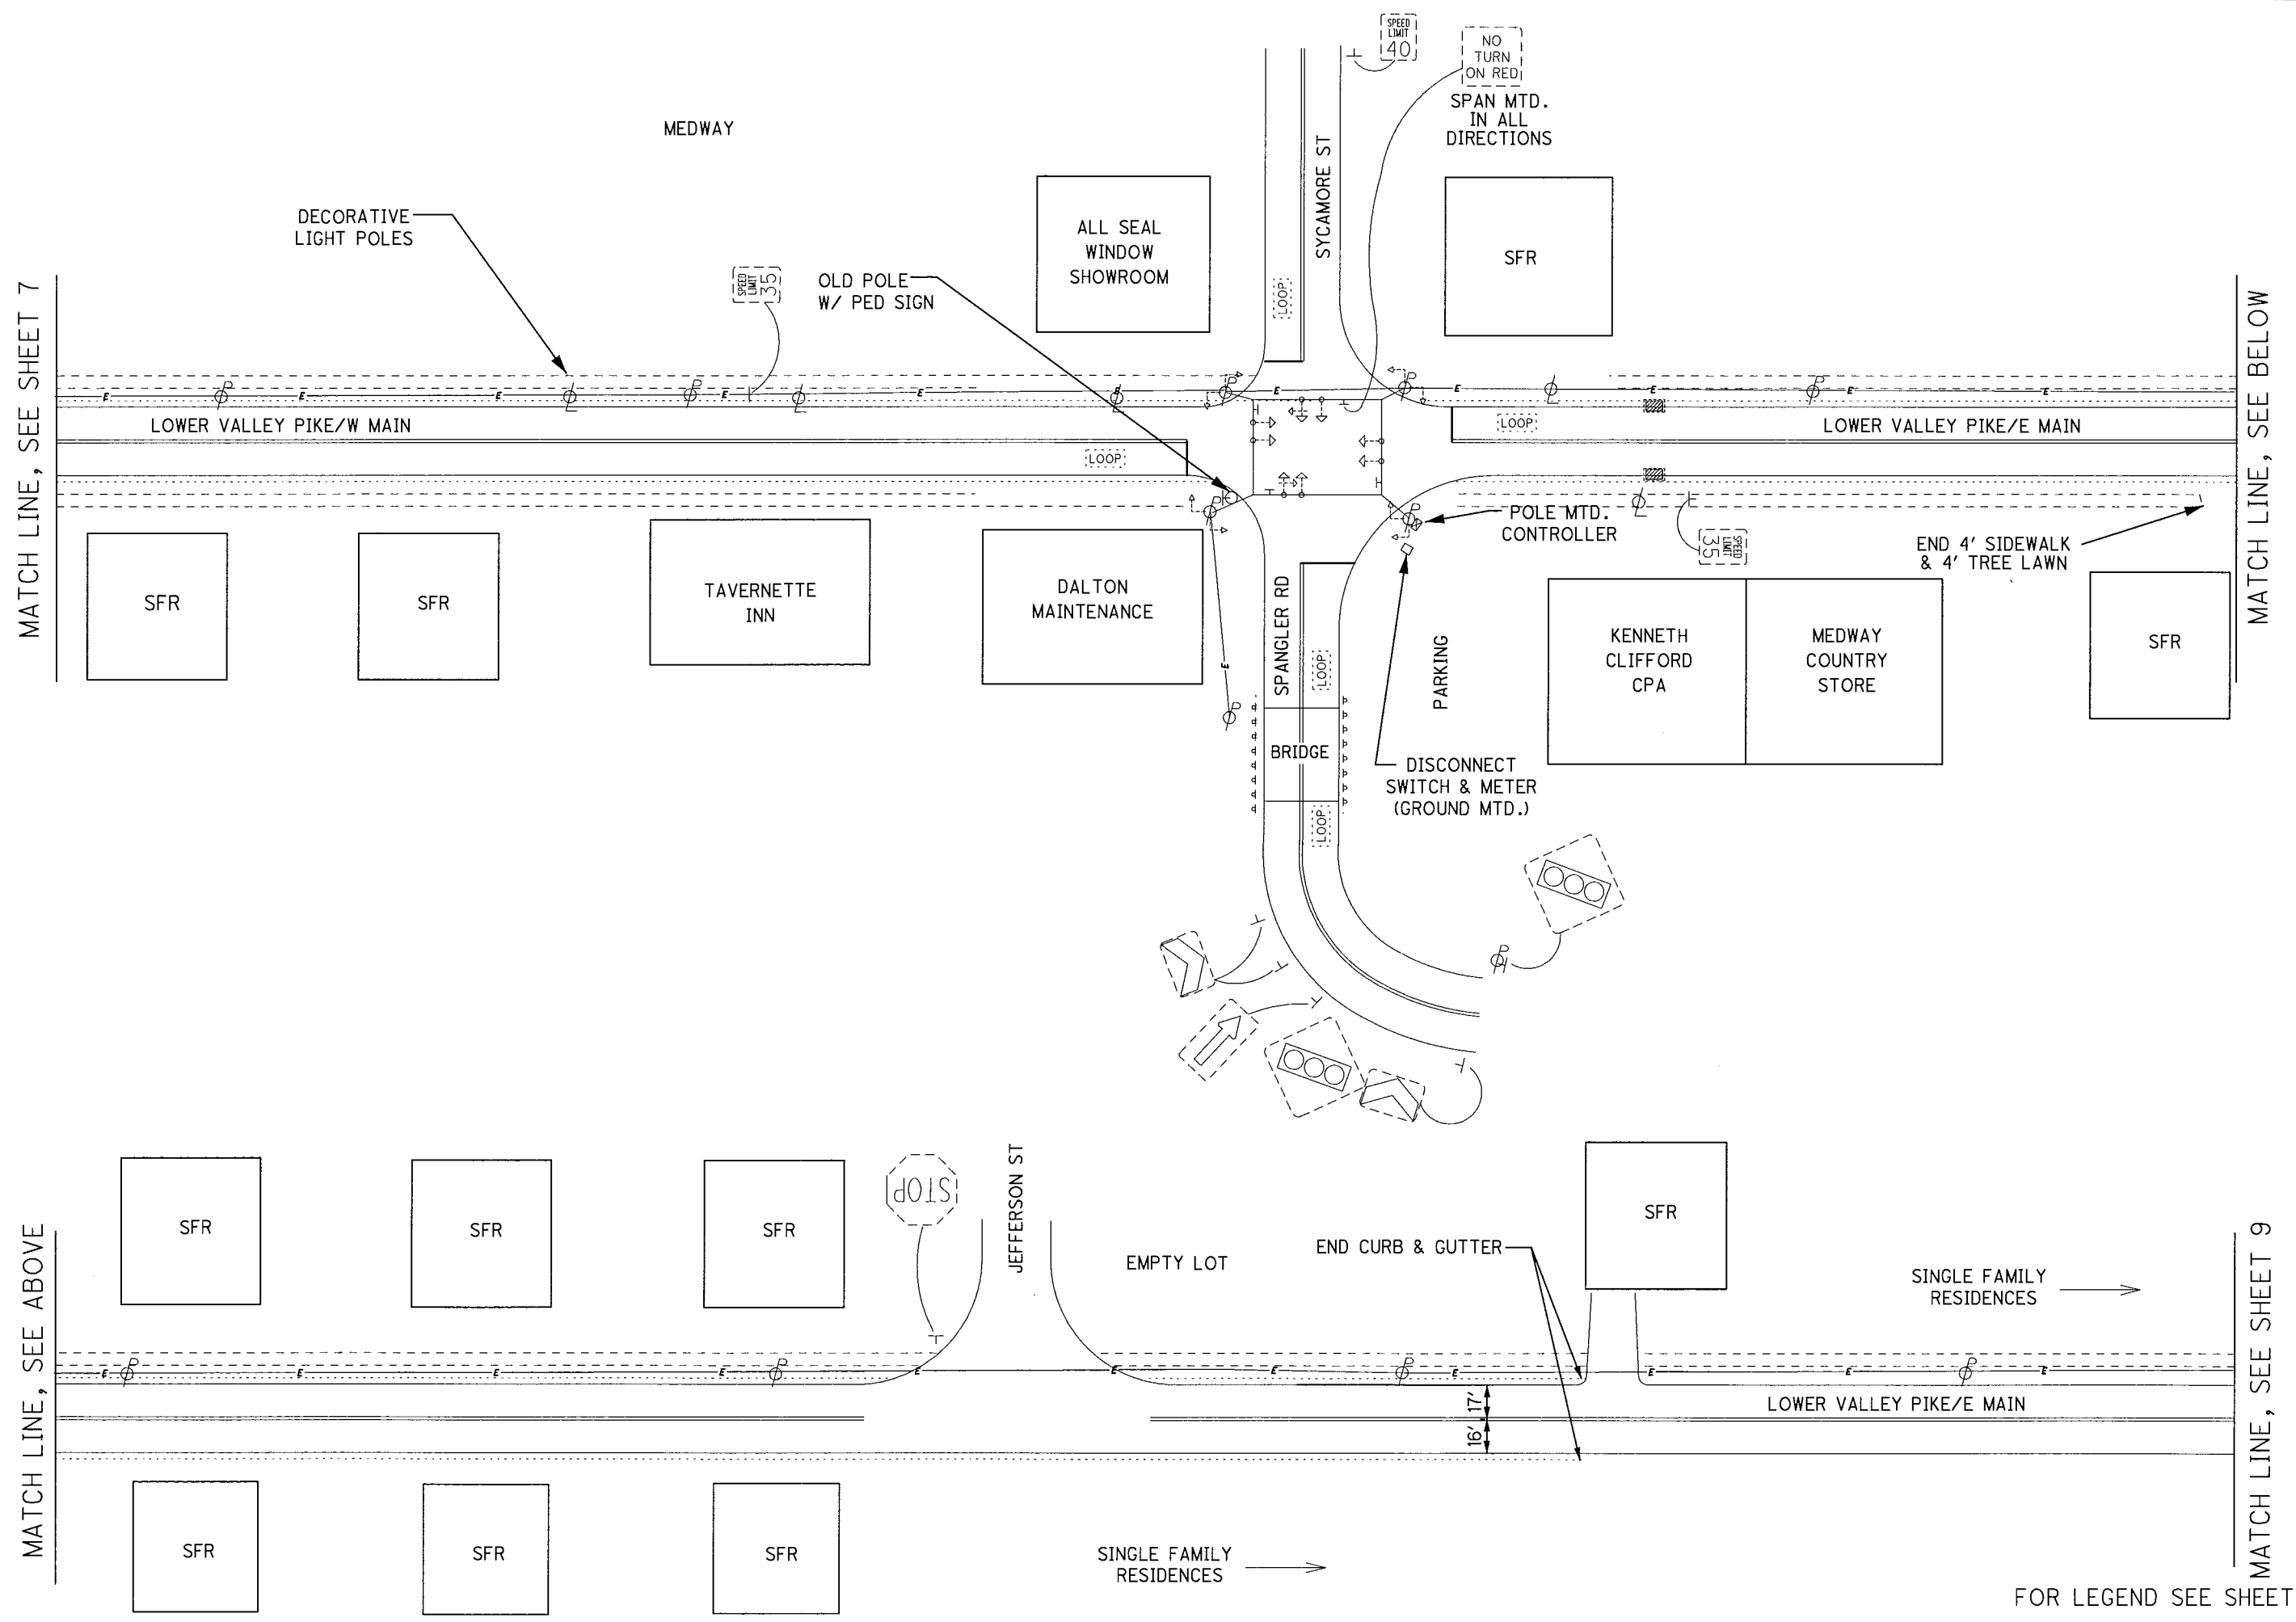 SPEED
LIMIT
40
NO
TURN
ON RED
SPAN MTD.
IN ALL
DIRECTIONS
MEDWAY
SYCAMORE ST
DECORATIVE
LIGHT POLES
ALL SEAL
WINDOW
SHOWROOM
SFR
SPEED
LIMIT
35
OLD POLE
W/ PED SIGN
LOOP
MATCH LINE, SEE SHEET 7
MATCH LINE, SEE BELOW
E
E
E
E
E
E
E
E
E
E
P
P
P
P
P
LOWER VALLEY PIKE/W MAIN
LOOP
LOOP
LOWER VALLEY PIKE/E MAIN
P
P
POLE MTD.
CONTROLLER
SPEED
LIMIT
35
END 4' SIDEWALK
& 4' TREE LAWN
SFR
SFR
TAVERNETTE
INN
DALTON
MAINTENANCE
SPANGLER RD
LOOP
PARKING
KENNETH
CLIFFORD
CPA
MEDWAY
COUNTRY
STORE
SFR
E
P
BRIDGE
DISCONNECT
SWITCH & METER
(GROUND MTD.)
LOOP
P
SFR
SFR
SFR
STOP
JEFFERSON ST
EMPTY LOT
END CURB & GUTTER
SFR
SINGLE FAMILY
RESIDENCES
MATCH LINE, SEE ABOVE
MATCH LINE, SEE SHEET 9
E
P
E
E
E
P
E
E
E
P
E
E
E
P
E
17'
LOWER VALLEY PIKE/E MAIN
16'
SFR
SFR
SFR
SINGLE FAMILY
RESIDENCES
FOR LEGEND SEE SHEET